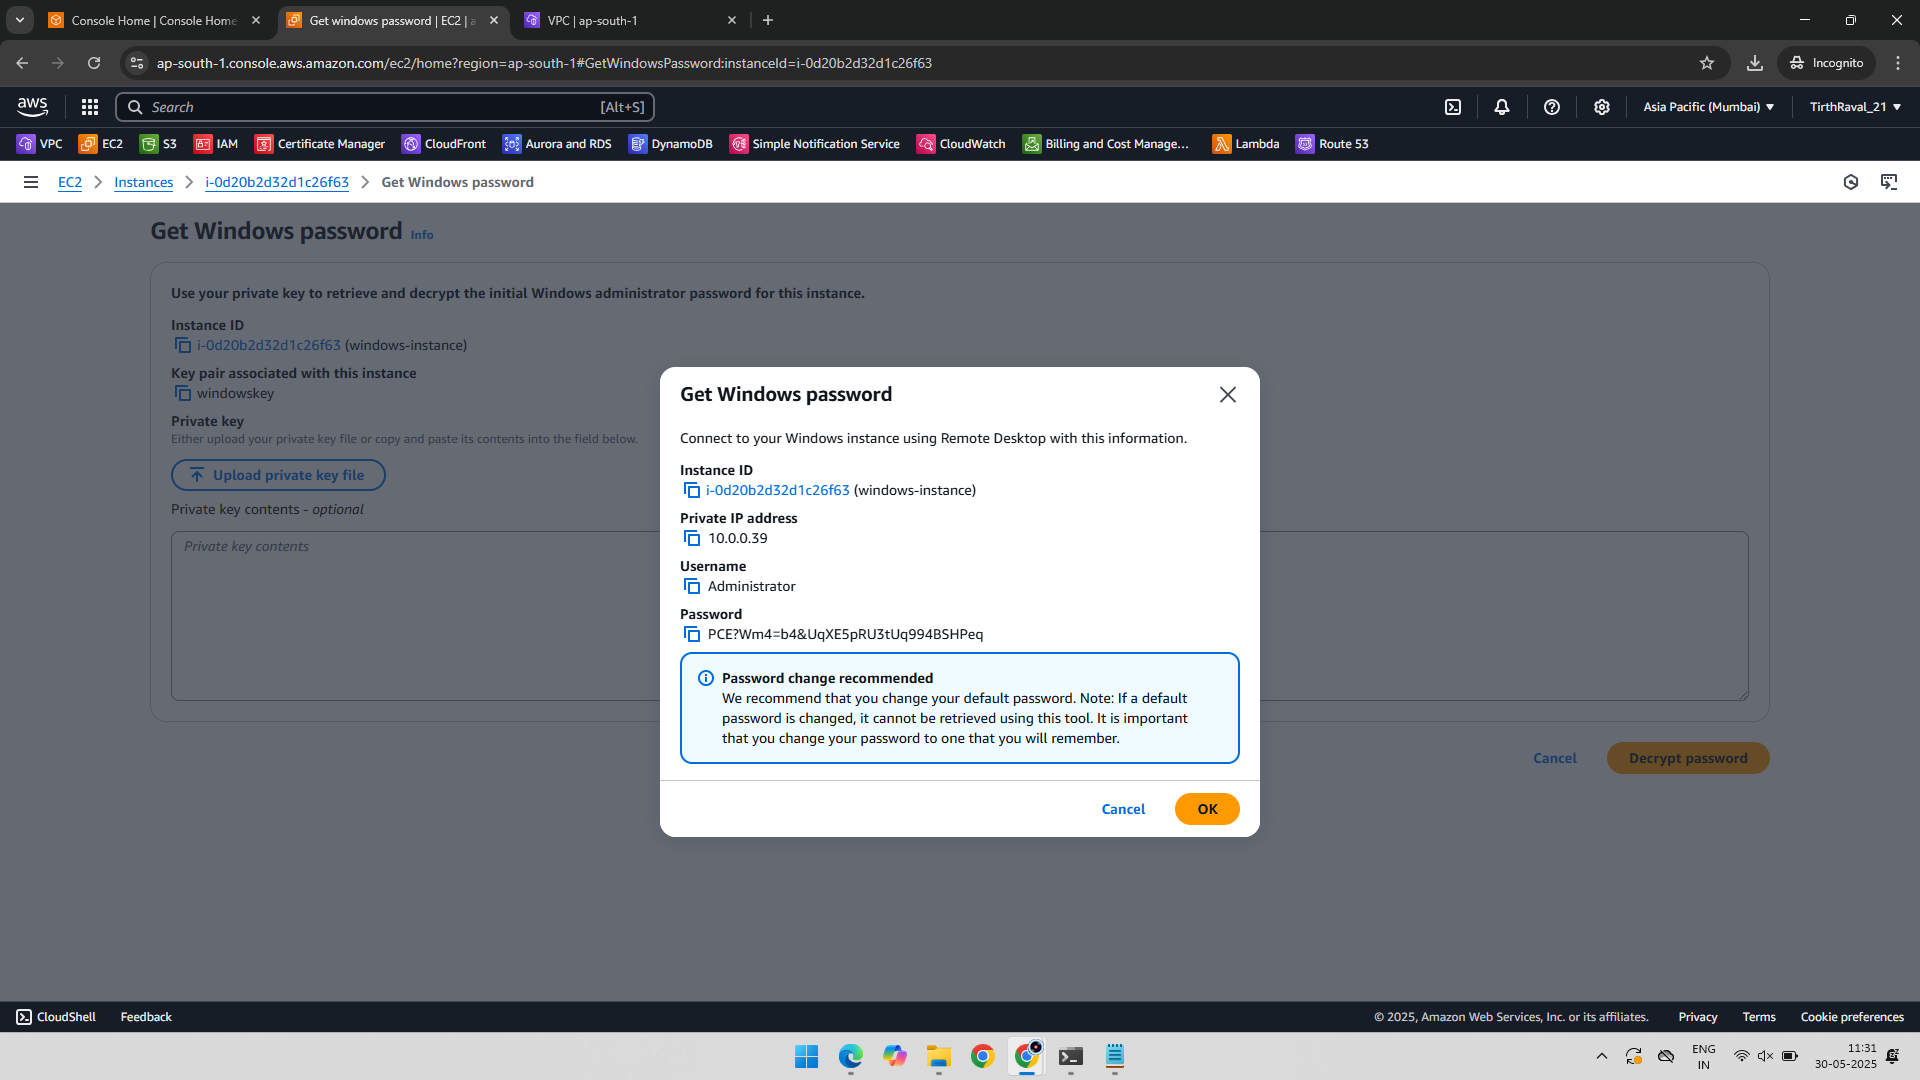 Console Home | Console Home
Get windows password | EC2 | a
VPC | ap-south-1
ap-south-1.console.aws.amazon.com/ec2/home?region=ap-south-1#GetWindowsPassword:instanceId=i-0d20b2d32d1c26f63
Incognito
aws
Search
[Alt+S]
Asia Pacific (Mumbai)
TirthRaval_21
VPC
EC2
S3
IAM
Certificate Manager
CloudFront
Aurora and RDS
DynamoDB
Simple Notification Service
CloudWatch
Billing and Cost Manage...
Lambda
Route 53
EC2
Instances
i-0d20b2d32d1c26f63
Get Windows password
Get Windows password Info
Use your private key to retrieve and decrypt the initial Windows administrator password for this instance.
Instance ID
i-0d20b2d32d1c26f63 (windows-instance)
Key pair associated with this instance
windowskey
Private key
Either upload your private key file or copy and paste its contents into the field below.
Upload private key file
Private key contents - optional
Private key contents
Cancel
Decrypt password
Get Windows password
Connect to your Windows instance using Remote Desktop with this information.
Instance ID
i-0d20b2d32d1c26f63 (windows-instance)
Private IP address
10.0.0.39
Username
Administrator
Password
PCE?Wm4=b4&UqXE5pRU3tUq994BSHPeq
Password change recommended
We recommend that you change your default password. Note: If a default
password is changed, it cannot be retrieved using this tool. It is important
that you change your password to one that you will remember.
Cancel
OK
CloudShell
Feedback
© 2025, Amazon Web Services, Inc. or its affiliates.
Privacy
Terms
Cookie preferences
ENG
IN
11:31
30-05-2025